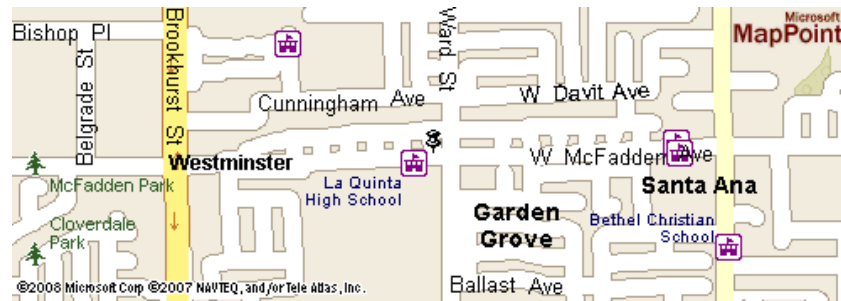 Microsoft
MapPoint
Bishop Pl
Brookhurst St
Ward St
Belgrade St
Cunningham Ave
W Davit Ave
Westminster
W McFadden Ave
McFadden Park
La Quinta
High School
Santa Ana
Garden
Grove
Bethel Christian
School
Cloverdale
Park
Ballast Ave
©2008 Microsoft Corp ©2007 NAVTEQ, and/or Tele Atlas, Inc.